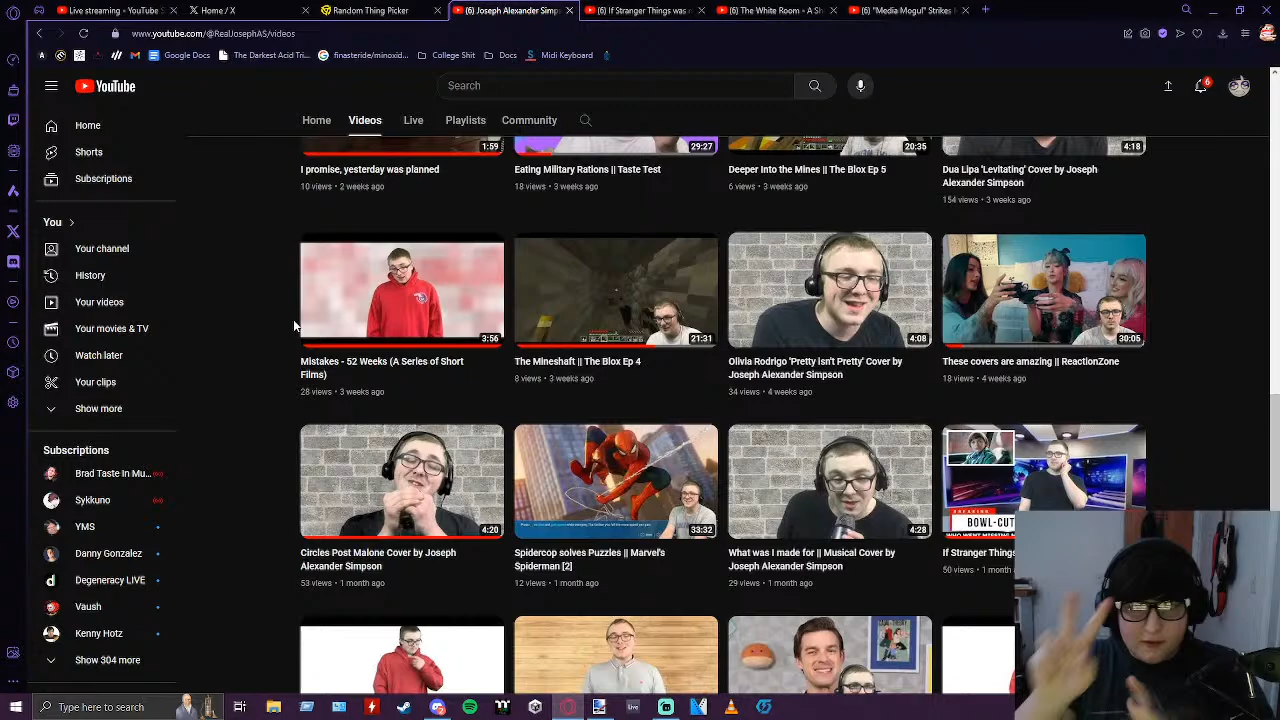 (6) Live streaming - YouTube S
Home / X
Random Thing Picker
(6) Joseph Alexander Simps
(6) If Stranger Things was n
(6) The White Room - A Sh
(6) "Media Mogul" Strikes
www.youtube.com/@RealJosephAS/videos
Google Docs
The Darkest Acid Trip...
finasteride/minoxid...
College Shit
Docs
Midi Keyboard
YouTube
Search
6
Home
Videos
Live
Playlists
Community
Home
Shorts
Subscriptions
You
Your channel
History
Your videos
Your movies & TV
Watch later
Your clips
Show more
Subscriptions
Brad Taste In Mu...
Sykkuno
YMS
Danny Gonzalez
Degeneracy LIVE
Vaush
Kenny Hotz
Show 304 more
1:59
29:27
20:35
4:18
I promise, yesterday was planned
10 views • 2 weeks ago
Eating Military Rations || Taste Test
18 views • 3 weeks ago
Deeper Into the Mines || The Blox Ep 5
6 views • 3 weeks ago
Dua Lipa 'Levitating' Cover by Joseph
Alexander Simpson
154 views • 3 weeks ago
3:56
21:31
4:08
30:05
Mistakes - 52 Weeks (A Series of Short
Films)
28 views • 3 weeks ago
The Mineshaft || The Blox Ep 4
8 views • 3 weeks ago
Olivia Rodrigo 'Pretty Isn't Pretty' Cover by
Joseph Alexander Simpson
34 views • 4 weeks ago
These covers are amazing || ReactionZone
18 views • 4 weeks ago
4:20
33:32
4:28
BREAKING
BOWL-CUT
Circles Post Malone Cover by Joseph
Alexander Simpson
53 views • 1 month ago
Spidercop solves Puzzles || Marvel's
Spiderman [2]
12 views • 1 month ago
What was I made for || Musical Cover by
Joseph Alexander Simpson
29 views • 1 month ago
If Stranger Things
50 views • 1 mon
Type here to search
Live